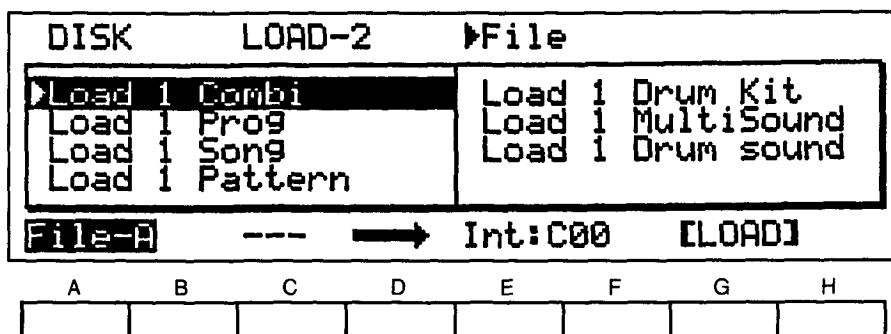 DISK LOAD-2 ▶File
▶Load 1 Combi
Load 1 Prog
Load 1 Song
Load 1 Pattern
Load 1 Drum Kit
Load 1 MultiSound
Load 1 Drum sound
File-A --- ➡ Int:C00 [LOAD]
A B C D E F G H